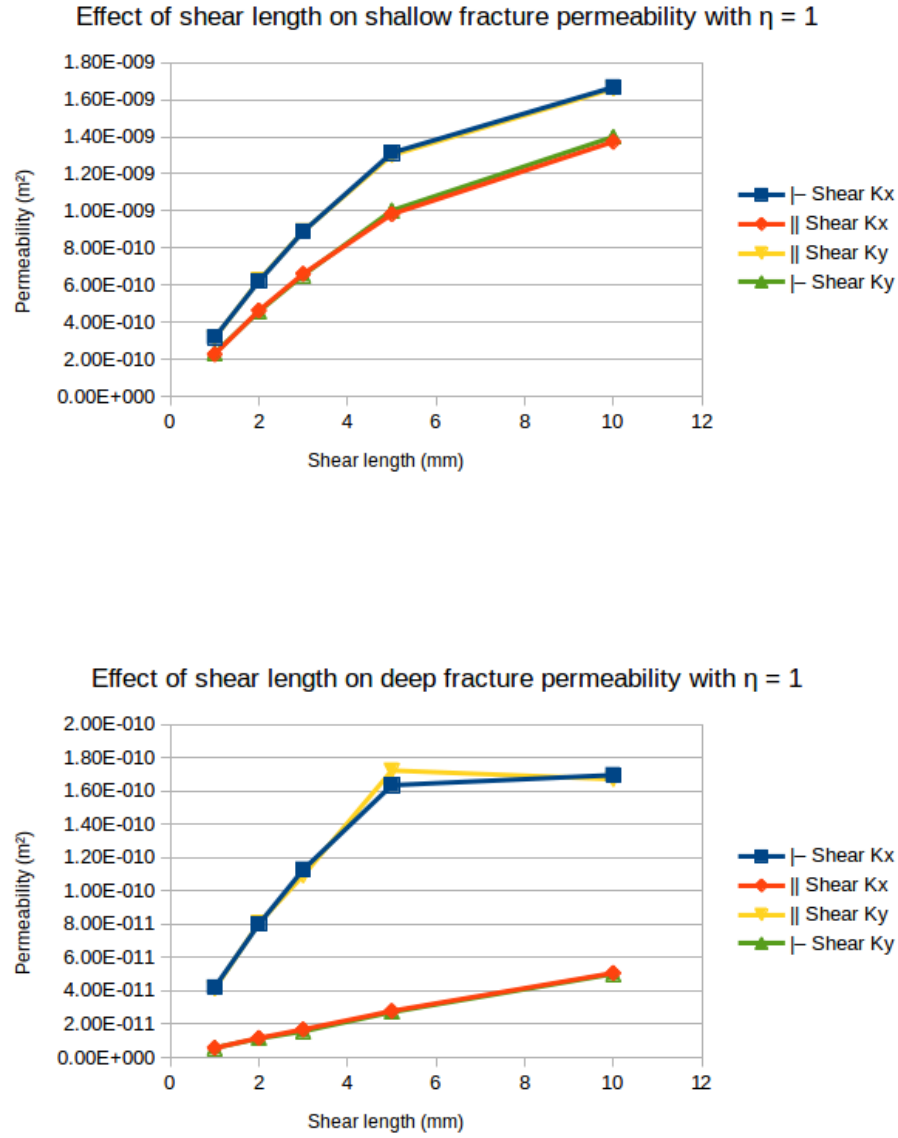 Effect of shear length on shallow fracture permeability with η = 1
1.80E-009
1.60E-009
1.40E-009
1.20E-009
1.00E-009
8.00E-010
6.00E-010
4.00E-010
2.00E-010
0.00E+000
Permeability (m²)
0 2 4 6 8 10 12
Shear length (mm)
|– Shear Kx
|| Shear Kx
|| Shear Ky
|– Shear Ky
Effect of shear length on deep fracture permeability with η = 1
2.00E-010
1.80E-010
1.60E-010
1.40E-010
1.20E-010
1.00E-010
8.00E-011
6.00E-011
4.00E-011
2.00E-011
0.00E+000
Permeability (m²)
0 2 4 6 8 10 12
Shear length (mm)
|– Shear Kx
|| Shear Kx
|| Shear Ky
|– Shear Ky